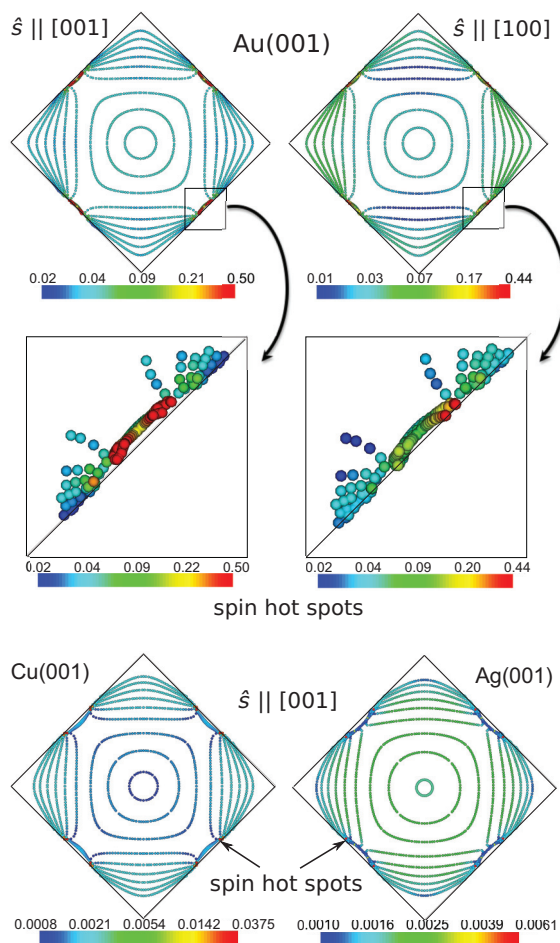 ŝ || [001] Au(001) ŝ || [100]
0.02 0.04 0.09 0.21 0.50 0.01 0.03 0.07 0.17 0.44
0.02 0.04 0.09 0.21 0.50 0.02 0.04 0.09 0.20 0.44
spin hot spots
Cu(001) ŝ || [001] Ag(001)
spin hot spots
0.0008 0.0021 0.0054 0.0142 0.0375 0.0010 0.0016 0.0025 0.0039 0.0061